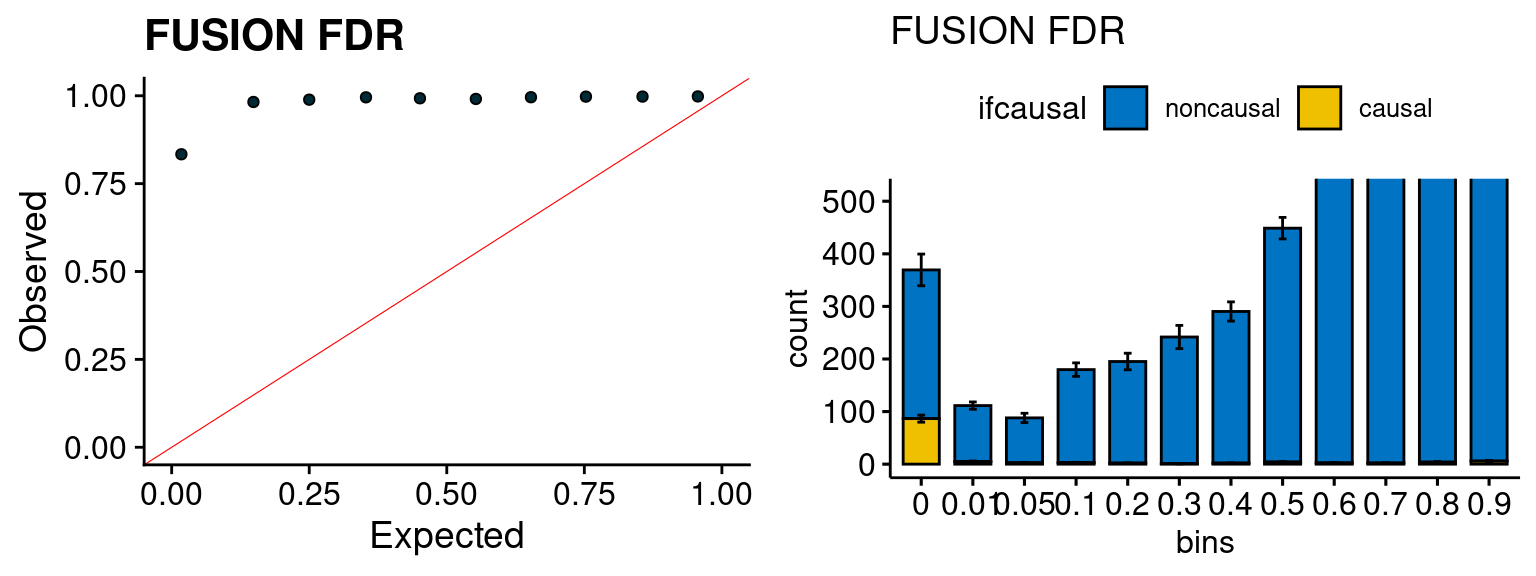 FUSION FDR
Observed
1.00
0.75
0.50
0.25
0.00
0.00 0.25 0.50 0.75 1.00
Expected
FUSION FDR
ifcausal noncausal causal
count
500
400
300
200
100
0
0 0.01 0.05 0.1 0.2 0.3 0.4 0.5 0.6 0.7 0.8 0.9
bins